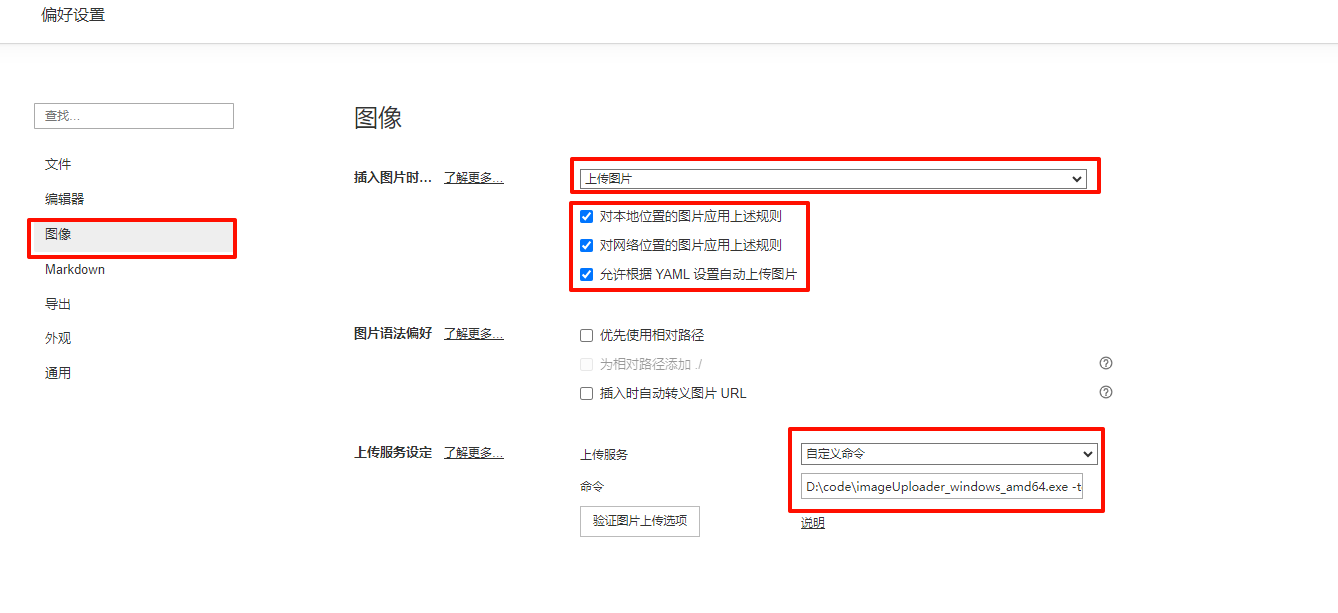 偏好设置
查找...
文件
编辑器
图像
Markdown
导出
外观
通用
图像
插入图片时... 了解更多... 上传图片
对本地位置的图片应用上述规则
对网络位置的图片应用上述规则
允许根据 YAML 设置自动上传图片
图片语法偏好 了解更多... 优先使用相对路径
为相对路径添加 ./
插入时自动转义图片 URL
上传服务设定 了解更多... 上传服务 自定义命令
命令 D:\code\imageUploader_windows_amd64.exe -t
验证图片上传选项 说明